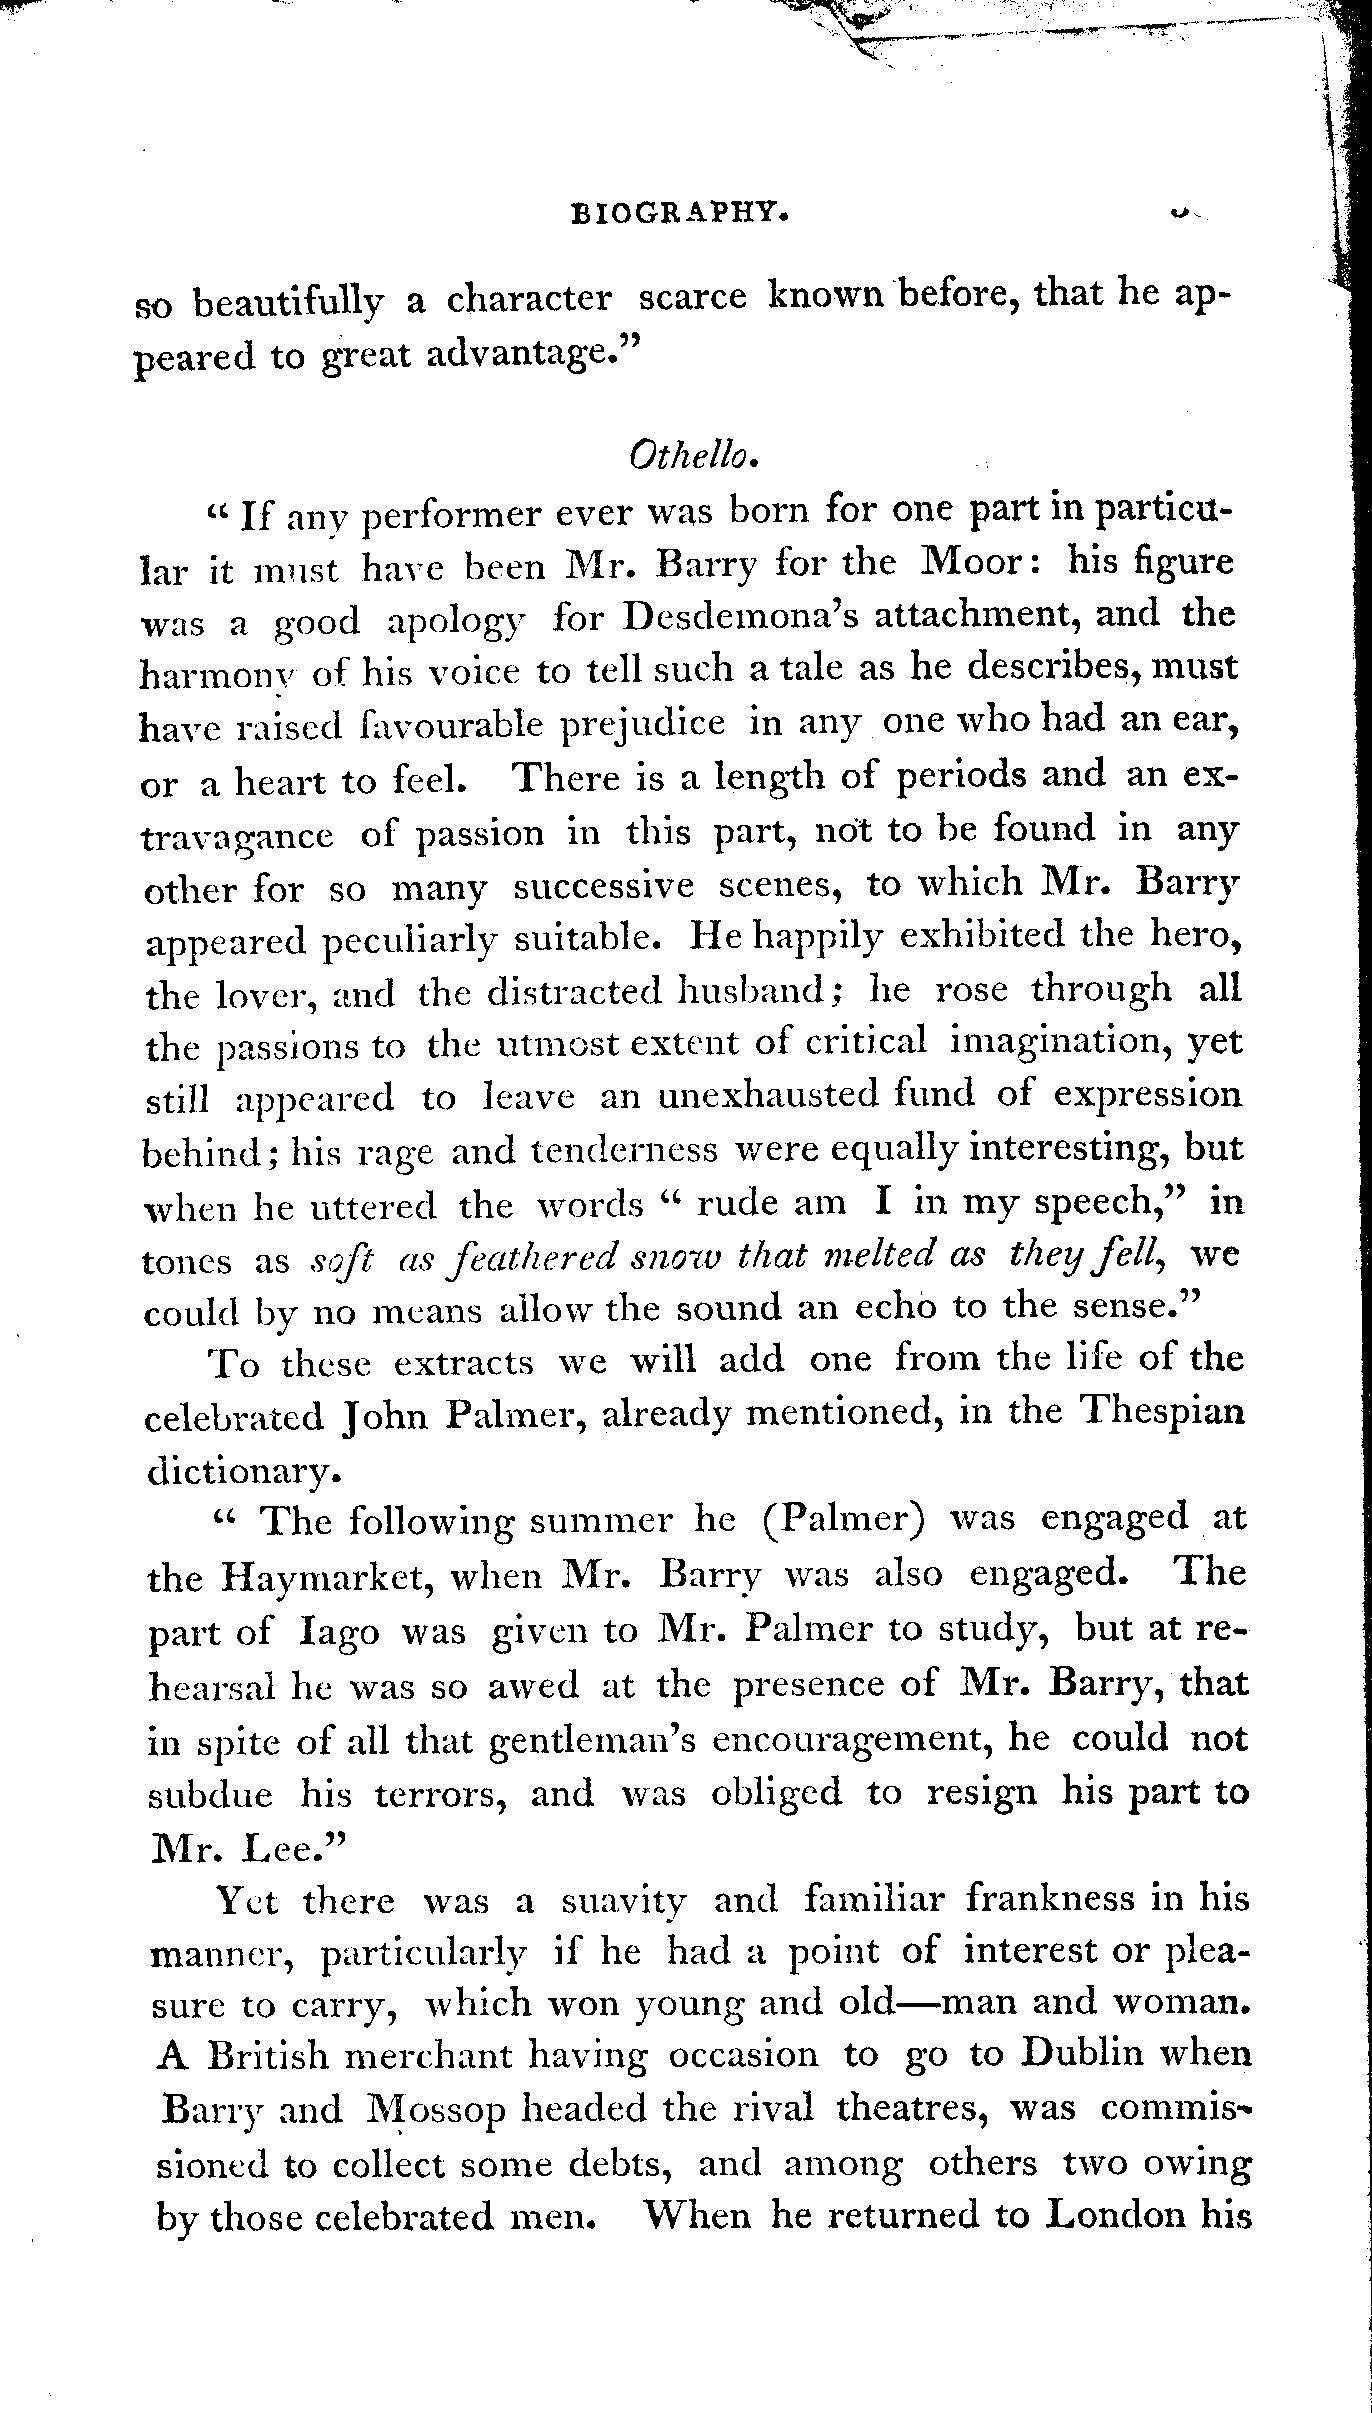 BIOGRAPHY.
so beautifully a character scarce known before, that he ap-
peared to great advantage.”
Othello.
“ If any performer ever was born for one part in particu-
lar it must have been Mr. Barry for the Moor: his figure
was a good apology for Desdemona’s attachment, and the
harmony of his voice to tell such a tale as he describes, must
have raised favourable prejudice in any one who had an ear,
or a heart to feel. There is a length of periods and an ex-
travagance of passion in this part, not to be found in any
other for so many successive scenes, to which Mr. Barry
appeared peculiarly suitable. He happily exhibited the hero,
the lover, and the distracted husband; he rose through all
the passions to the utmost extent of critical imagination, yet
still appeared to leave an unexhausted fund of expression
behind; his rage and tenderness were equally interesting, but
when he uttered the words “ rude am I in my speech,” in
tones as soft as feathered snow that melted as they fell, we
could by no means allow the sound an echo to the sense.”
To these extracts we will add one from the life of the
celebrated John Palmer, already mentioned, in the Thespian
dictionary.
“ The following summer he (Palmer) was engaged at
the Haymarket, when Mr. Barry was also engaged. The
part of Iago was given to Mr. Palmer to study, but at re-
hearsal he was so awed at the presence of Mr. Barry, that
in spite of all that gentleman’s encouragement, he could not
subdue his terrors, and was obliged to resign his part to
Mr. Lee.”
Yet there was a suavity and familiar frankness in his
manner, particularly if he had a point of interest or plea-
sure to carry, which won young and old—man and woman.
A British merchant having occasion to go to Dublin when
Barry and Mossop headed the rival theatres, was commis-
sioned to collect some debts, and among others two owing
by those celebrated men. When he returned to London his